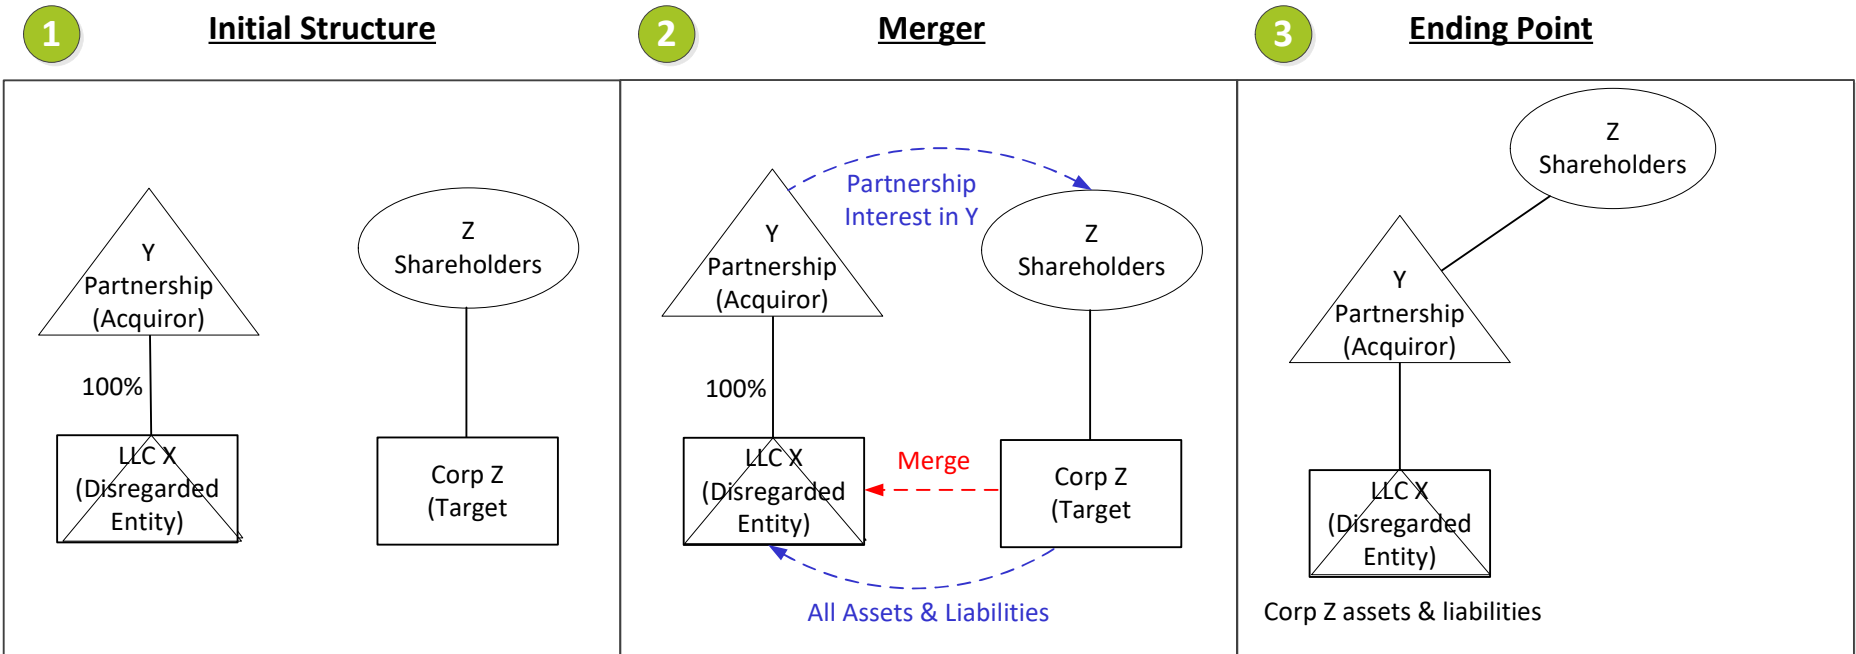 1
Initial Structure
2
Merger
3
Ending Point
Y
Partnership
(Acquiror)
100%
LLC X
(Disregarded
Entity)
Z
Shareholders
Corp Z
(Target
Y
Partnership
(Acquiror)
100%
LLC X
(Disregarded
Entity)
Partnership
Interest in Y
Z
Shareholders
Merge
Corp Z
(Target
All Assets & Liabilities
Z
Shareholders
Y
Partnership
(Acquiror)
LLC X
(Disregarded
Entity)
Corp Z assets & liabilities